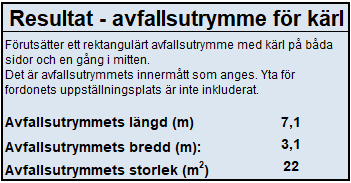 Resultat - avfallsutrymme för kärl
Förutsätter ett rektangulärt avfallsutrymme med kärl på båda
sidor och en gång i mitten.
Det är avfallsutrymmets innermått som anges. Yta för
fordonets uppställningsplats är inte inkluderat.
Avfallsutrymmets längd (m) 7,1
Avfallsutrymmets bredd (m): 3,1
Avfallsutrymmets storlek (m²) 22